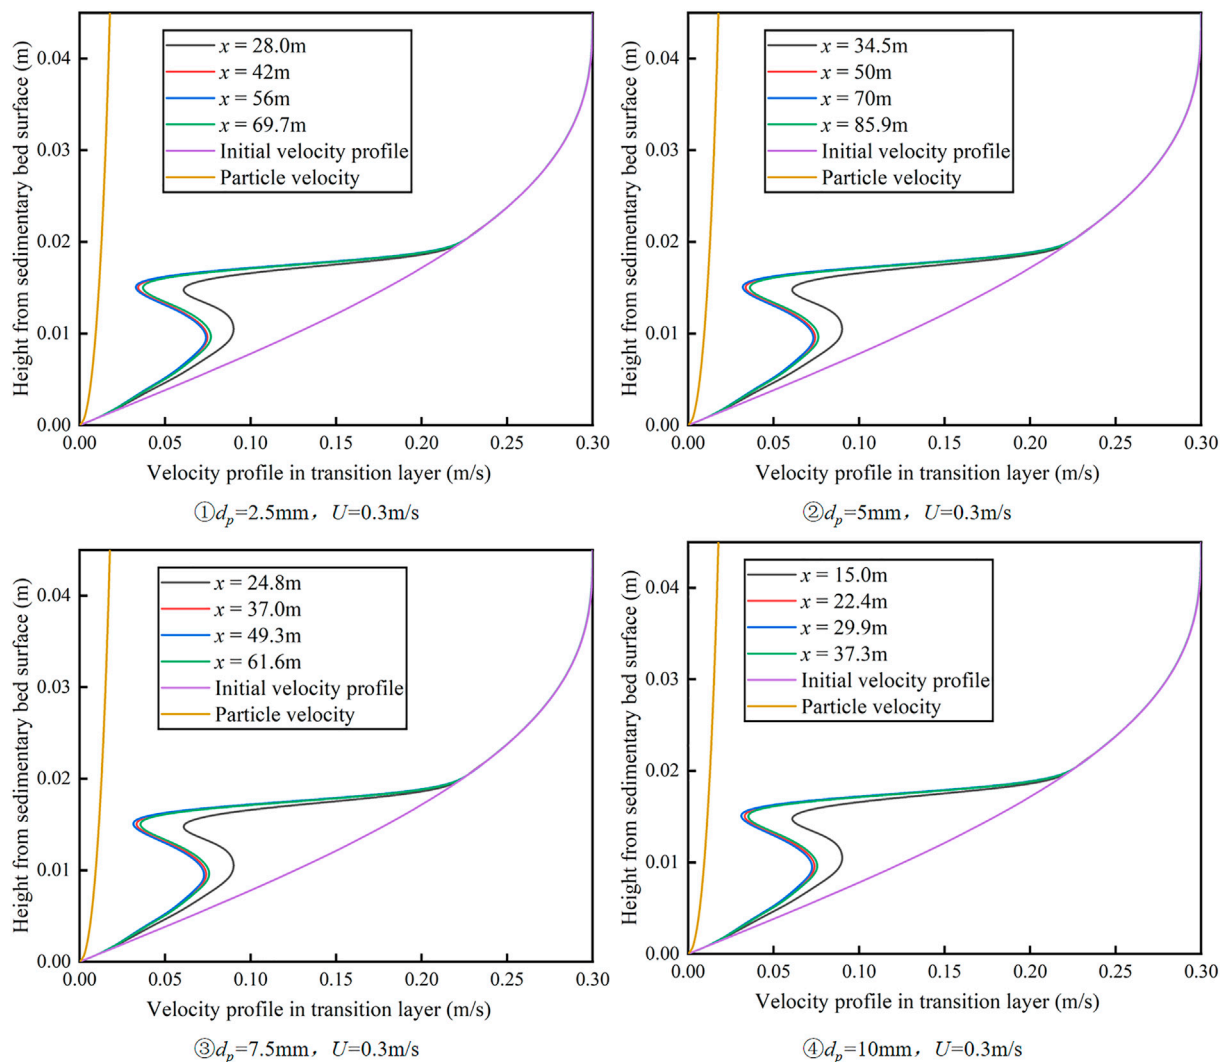 Height from sedimentary bed surface (m)
0.04
0.03
0.02
0.01
0.00
x = 28.0m
x = 42m
x = 56m
x = 69.7m
Initial velocity profile
Particle velocity
0.00 0.05 0.10 0.15 0.20 0.25 0.30
Velocity profile in transition layer (m/s)
①dp=2.5mm，U=0.3m/s
Height from sedimentary bed surface (m)
0.04
0.03
0.02
0.01
0.00
x = 34.5m
x = 50m
x = 70m
x = 85.9m
Initial velocity profile
Particle velocity
0.00 0.05 0.10 0.15 0.20 0.25 0.30
Velocity profile in transition layer (m/s)
②dp=5mm，U=0.3m/s
Height from sedimentary bed surface (m)
0.04
0.03
0.02
0.01
0.00
x = 24.8m
x = 37.0m
x = 49.3m
x = 61.6m
Initial velocity profile
Particle velocity
0.00 0.05 0.10 0.15 0.20 0.25 0.30
Velocity profile in transition layer (m/s)
③dp=7.5mm，U=0.3m/s
Height from sedimentary bed surface (m)
0.04
0.03
0.02
0.01
0.00
x = 15.0m
x = 22.4m
x = 29.9m
x = 37.3m
Initial velocity profile
Particle velocity
0.00 0.05 0.10 0.15 0.20 0.25 0.30
Velocity profile in transition layer (m/s)
④dp=10mm，U=0.3m/s